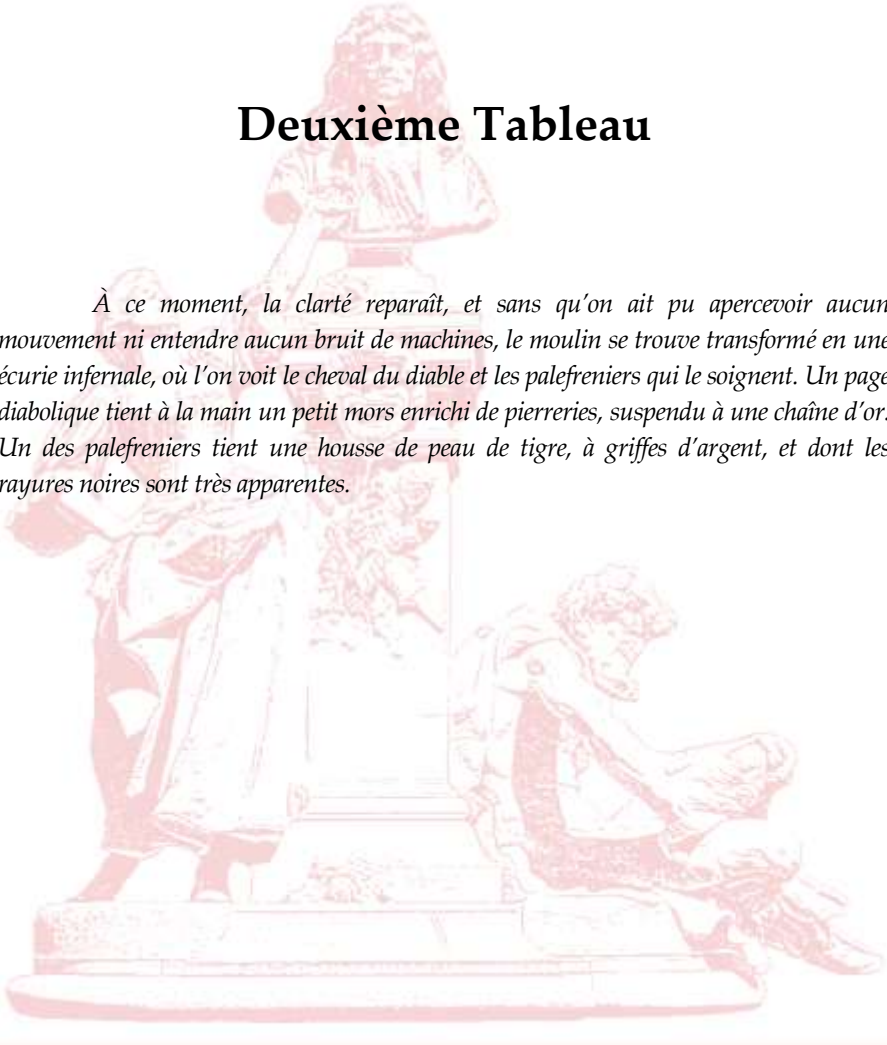 Deuxième Tableau
À ce moment, la clarté reparaît, et sans qu’on ait pu apercevoir aucun
mouvement ni entendre aucun bruit de machines, le moulin se trouve transformé en une
écurie infernale, où l’on voit le cheval du diable et les palefreniers qui le soignent. Un page
diabolique tient à la main un petit mors enrichi de pierreries, suspendu à une chaîne d’or.
Un des palefreniers tient une housse de peau de tigre, à griffes d’argent, et dont les
rayures noires sont très apparentes.